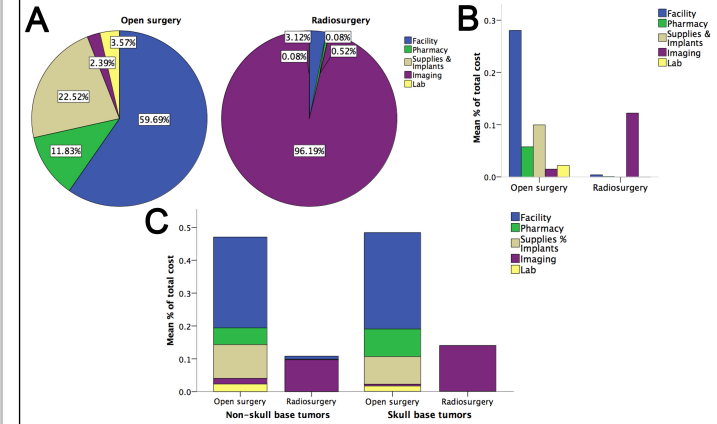 A
Open surgery
3.57%
2.39%
22.52%
59.69%
11.83%
Radiosurgery
3.12%
0.08%
0.08%
0.52%
96.19%
Facility
Pharmacy
Supplies &
Implants
Imaging
Lab
B
Mean % of total cost
0.3
0.2
0.1
0.0
Open surgery
Radiosurgery
Facility
Pharmacy
Supplies &
Implants
Imaging
Lab
C
Mean % of total cost
0.5
0.4
0.3
0.2
0.1
0.0
Open surgery
Radiosurgery
Open surgery
Radiosurgery
Non-skull base tumors
Skull base tumors
Facility
Pharmacy
Supplies %
Implants
Imaging
Lab